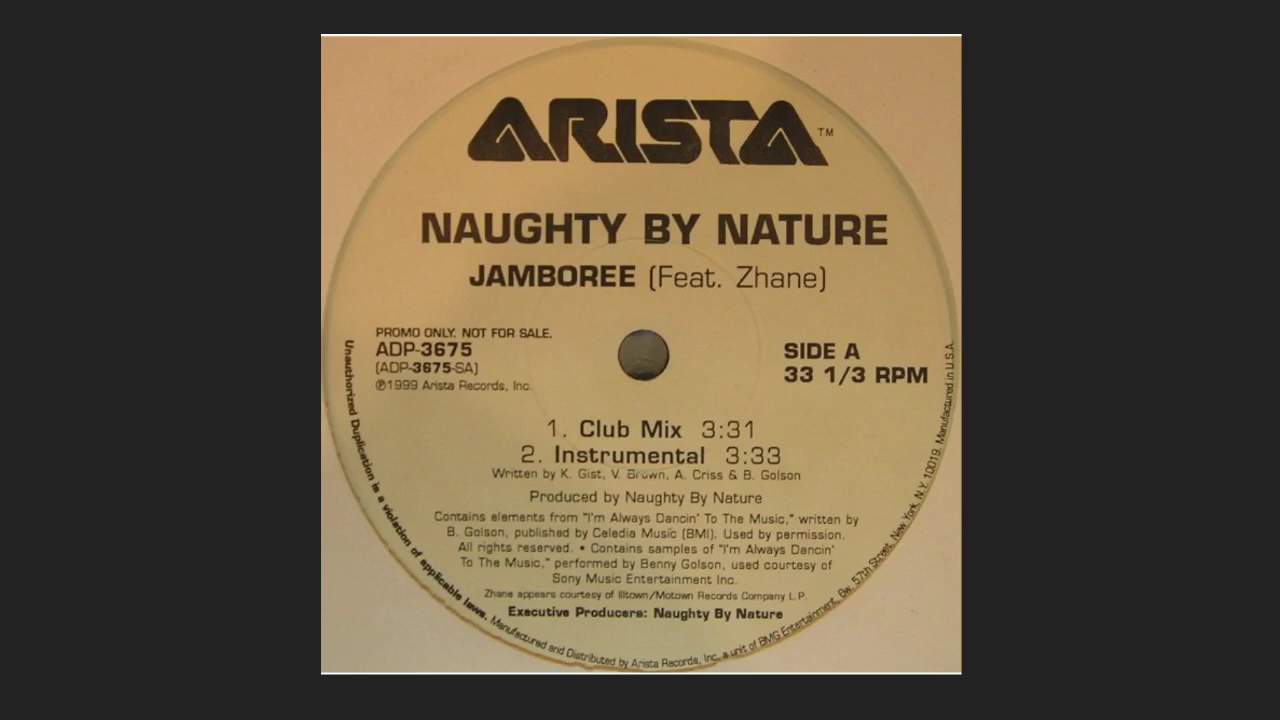 ARISTA™
NAUGHTY BY NATURE
JAMBOREE (Feat. Zhane)
PROMO ONLY. NOT FOR SALE.
ADP-3675
(ADP-3675-SA)
℗1999 Arista Records, Inc.
SIDE A
33 1/3 RPM
1. Club Mix 3:31
2. Instrumental 3:33
Written by K. Gist, V. Brown, A. Criss & B. Golson
Produced by Naughty By Nature
Contains elements from "I'm Always Dancin' To The Music," written by
B. Golson, published by Celedia Music (BMI). Used by permission.
All rights reserved. • Contains samples of "I'm Always Dancin'
To The Music," performed by Benny Golson, used courtesy of
Sony Music Entertainment Inc.
Zhane appears courtesy of Illtown/Motown Records Company L.P.
Executive Producers: Naughty By Nature
Unauthorized Duplication is a violation of applicable laws. Manufactured and Distributed by Arista Records, Inc., a unit of BMG Entertainment, 6w. 57th Street, New York, N.Y. 10019. Manufactured in U.S.A.